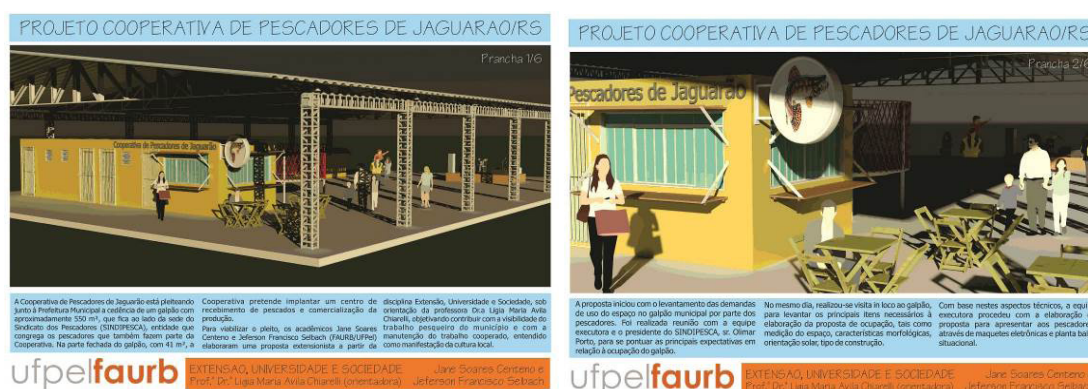 PROJETO COOPERATIVA DE PESCADORES DE JAGUARAO/RS
Prancha 1/6
Cooperativa de Pescadores de Jaguarão
A Cooperativa de Pescadores de Jaguarão está pleiteando
junto à Prefeitura Municipal a cedência de um galpão com
aproximadamente 550 m², que fica ao lado da sede do
Sindicato dos Pescadores (SINDIPESCA), entidade que
congrega os pescadores que também fazem parte da
Cooperativa. Na parte fechada do galpão, com 41 m², a
Cooperativa pretende implantar um centro de
recebimento de pescados e comercialização da
produção.
Para viabilizar o pleito, os acadêmicos Jane Soares
Centeno e Jeferson Francisco Selbach (FAURB/UFPel)
elaboraram uma proposta extensionista a partir da
disciplina Extensão, Universidade e Sociedade, sob
orientação da professora Dr.a Ligia Maria Avila
Chiarelli, objetivando contribuir com a visibilidade do
trabalho pesqueiro do município e com a
manutenção do trabalho cooperado, entendido
como manifestação da cultura local.
ufpelfaurb
EXTENSAO, UNIVERSIDADE E SOCIEDADE
Prof.ª Dr.ª Ligia Maria Avila Chiarelli (orientadora)
Jane Soares Centeno e
Jeferson Francisco Selbach
PROJETO COOPERATIVA DE PESCADORES DE JAGUARAO/RS
Prancha 2/6
Pescadores de Jaguarão
A proposta iniciou com o levantamento das demandas
de uso do espaço no galpão municipal por parte dos
pescadores. Foi realizada reunião com a equipe
executora e o presidente do SINDIPESCA, sr. Olimar
Porto, para se pontuar as principais expectativas em
relação à ocupação do galpão.
No mesmo dia, realizou-se visita in loco ao galpão,
para levantar os principais itens necessários à
elaboração da proposta de ocupação, tais como
medição do espaço, características morfológicas,
orientação solar, tipo de construção.
Com base nestes aspectos técnicos, a equi
executora procedeu com a elaboração
proposta para apresentar aos pescado
através de maquetes eletrônicas e planta bai
situacional.
ufpelfaurb
EXTENSAO, UNIVERSIDADE E SOCIEDADE
Prof.ª Dr.ª Ligia Maria Avila Chiarelli (orientadora)
Jane Soares Centeno
Jeferson Francisco Selbac